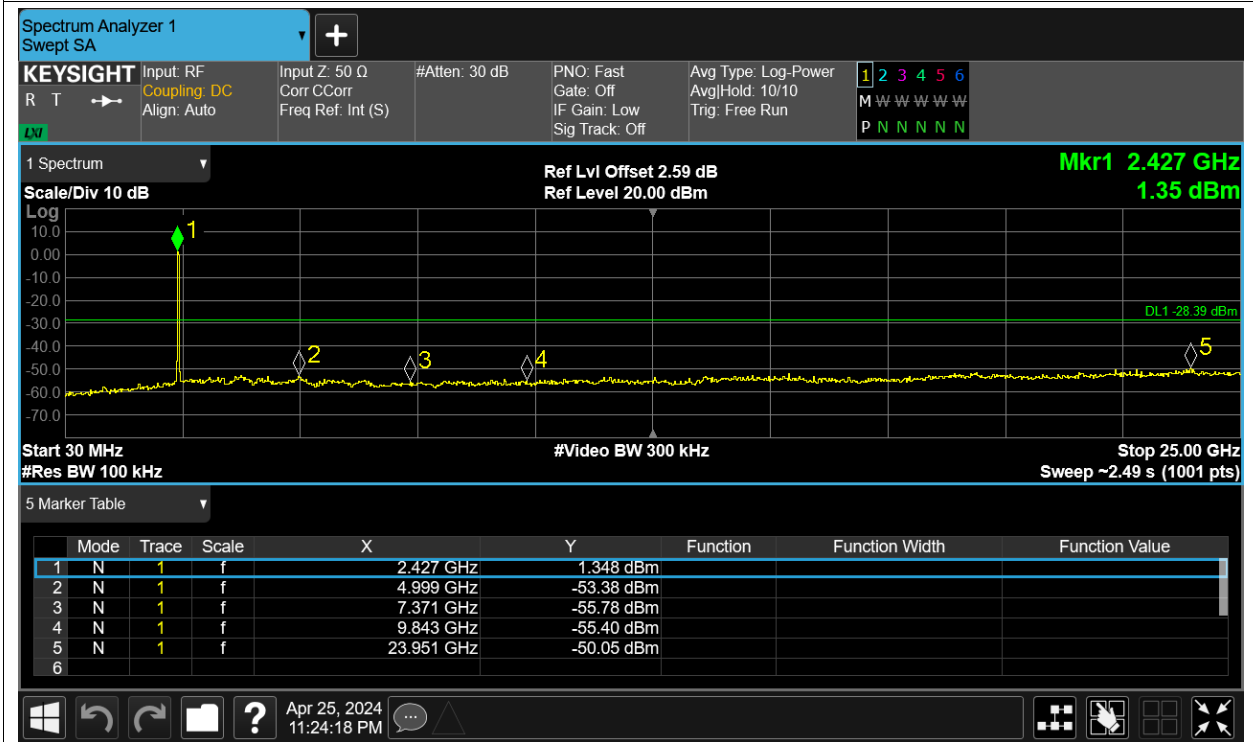 Spectrum Analyzer 1
Swept SA
+
KEYSIGHT Input: RF Input Z: 50 Ω #Atten: 30 dB PNO: Fast Avg Type: Log-Power 1 2 3 4 5 6
R T Coupling: DC Corr CCorr Gate: Off Avg|Hold: 10/10 M W W W W W
Align: Auto Freq Ref: Int (S) IF Gain: Low Trig: Free Run
LXI Sig Track: Off P N N N N N
1 Spectrum Ref Lvl Offset 2.59 dB Mkr1 2.427 GHz
Scale/Div 10 dB Ref Level 20.00 dBm 1.35 dBm
Log
10.0 1
0.00
-10.0
-20.0
DL1 -28.39 dBm
-30.0
-40.0
2 3 4 5
-50.0
-60.0
-70.0
Start 30 MHz #Video BW 300 kHz Stop 25.00 GHz
#Res BW 100 kHz Sweep ~2.49 s (1001 pts)
5 Marker Table
Mode Trace Scale X Y Function Function Width Function Value
1 N 1 f 2.427 GHz 1.348 dBm
2 N 1 f 4.999 GHz -53.38 dBm
3 N 1 f 7.371 GHz -55.78 dBm
4 N 1 f 9.843 GHz -55.40 dBm
5 N 1 f 23.951 GHz -50.05 dBm
6
? Apr 25, 2024
11:24:18 PM